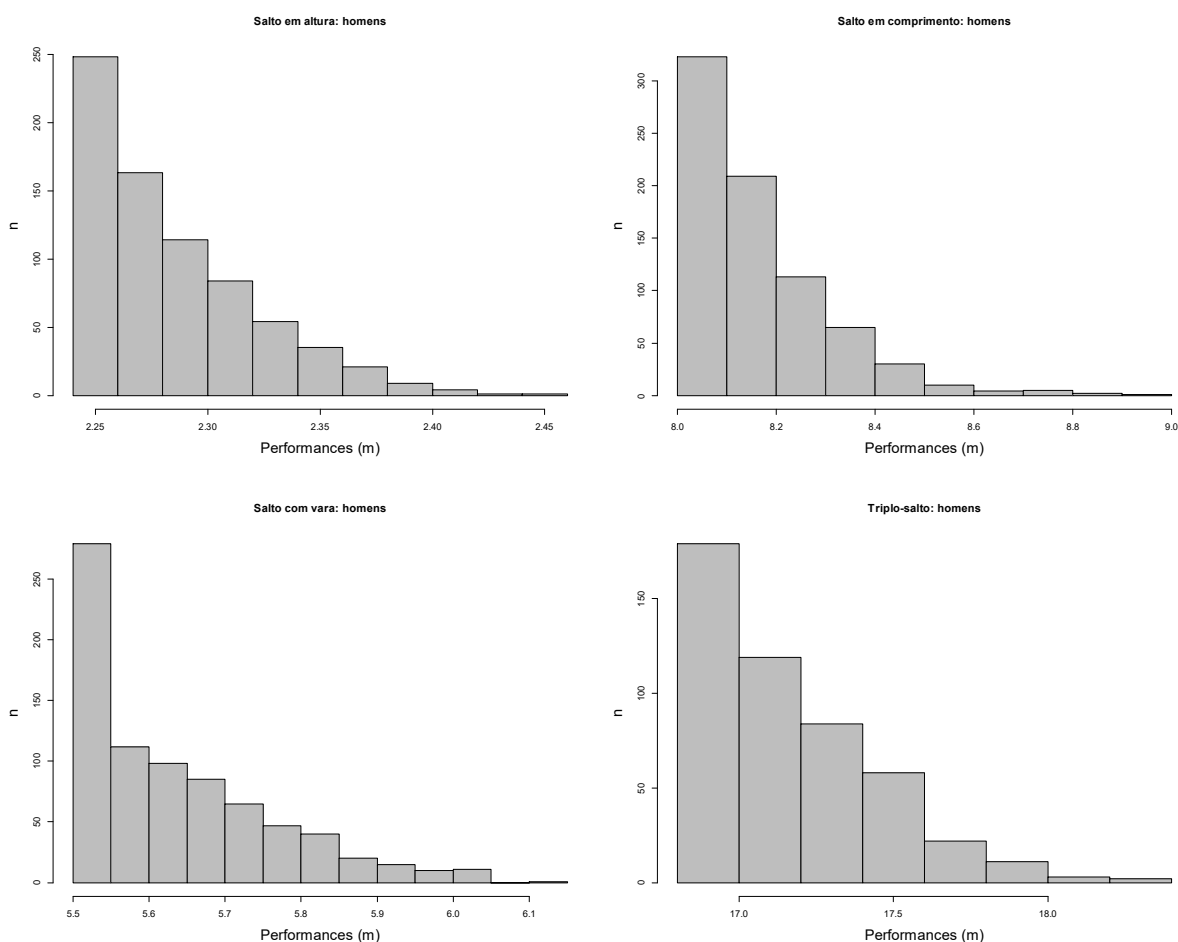 Salto em altura: homens
250
200
150
100
50
0
n
2.25 2.30 2.35 2.40 2.45
Performances (m)
Salto em comprimento: homens
300
250
200
150
100
50
0
n
8.0 8.2 8.4 8.6 8.8 9.0
Performances (m)
Salto com vara: homens
250
200
150
100
50
0
n
5.5 5.6 5.7 5.8 5.9 6.0 6.1
Performances (m)
Triplo-salto: homens
150
100
50
0
n
17.0 17.5 18.0
Performances (m)